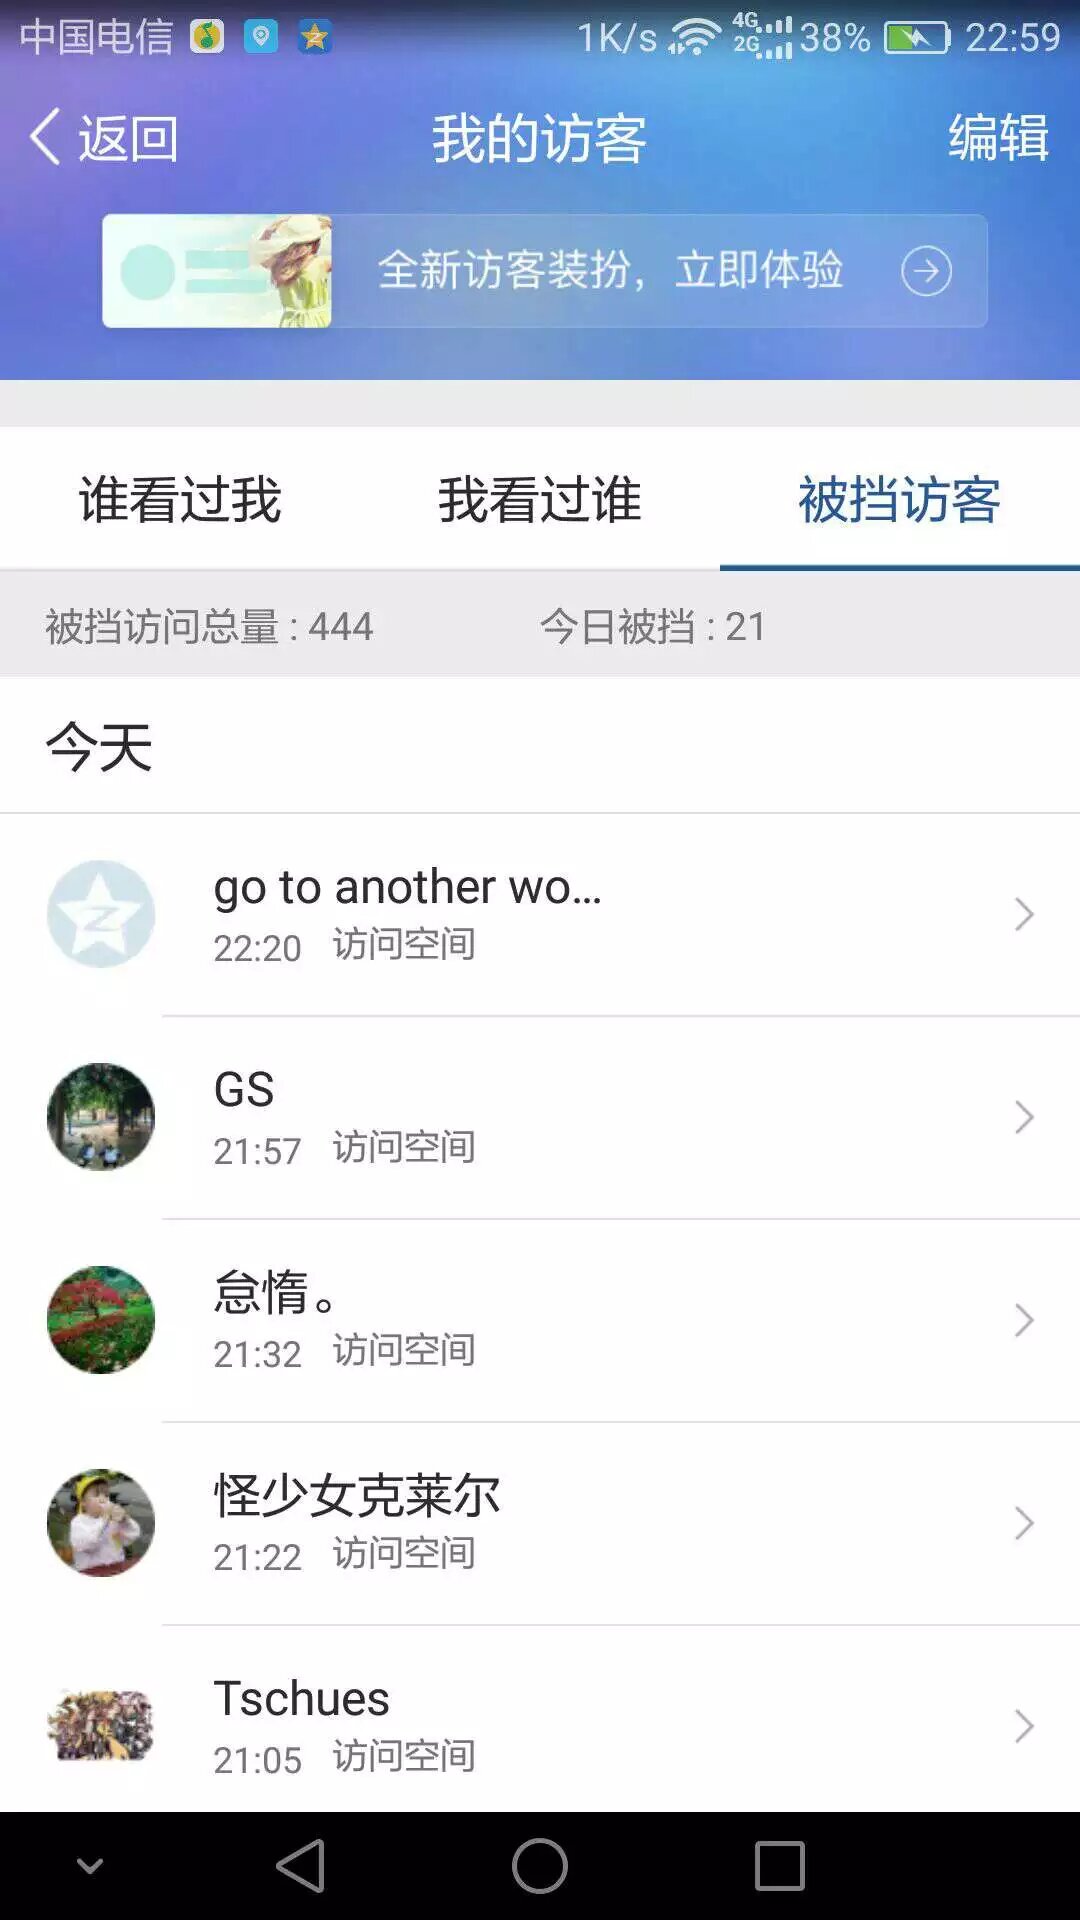 中国电信 1K/s 4G 2G 38% 22:59
返回 我的访客 编辑
全新访客装扮，立即体验
谁看过我 我看过谁 被挡访客
被挡访问总量 : 444 今日被挡 : 21
今天
go to another wo...
22:20 访问空间
GS
21:57 访问空间
怠惰。
21:32 访问空间
怪少女克莱尔
21:22 访问空间
Tschues
21:05 访问空间